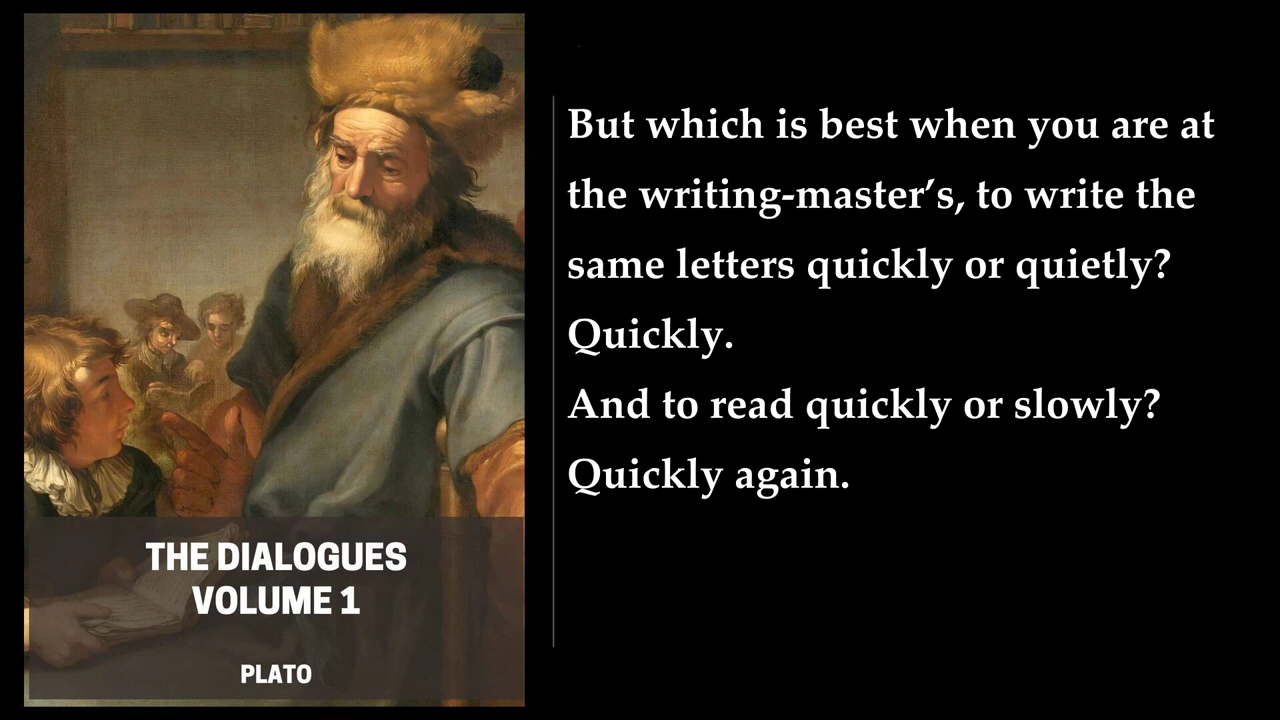 THE DIALOGUES
VOLUME 1
PLATO
But which is best when you are at
the writing-master’s, to write the
same letters quickly or quietly?
Quickly.
And to read quickly or slowly?
Quickly again.